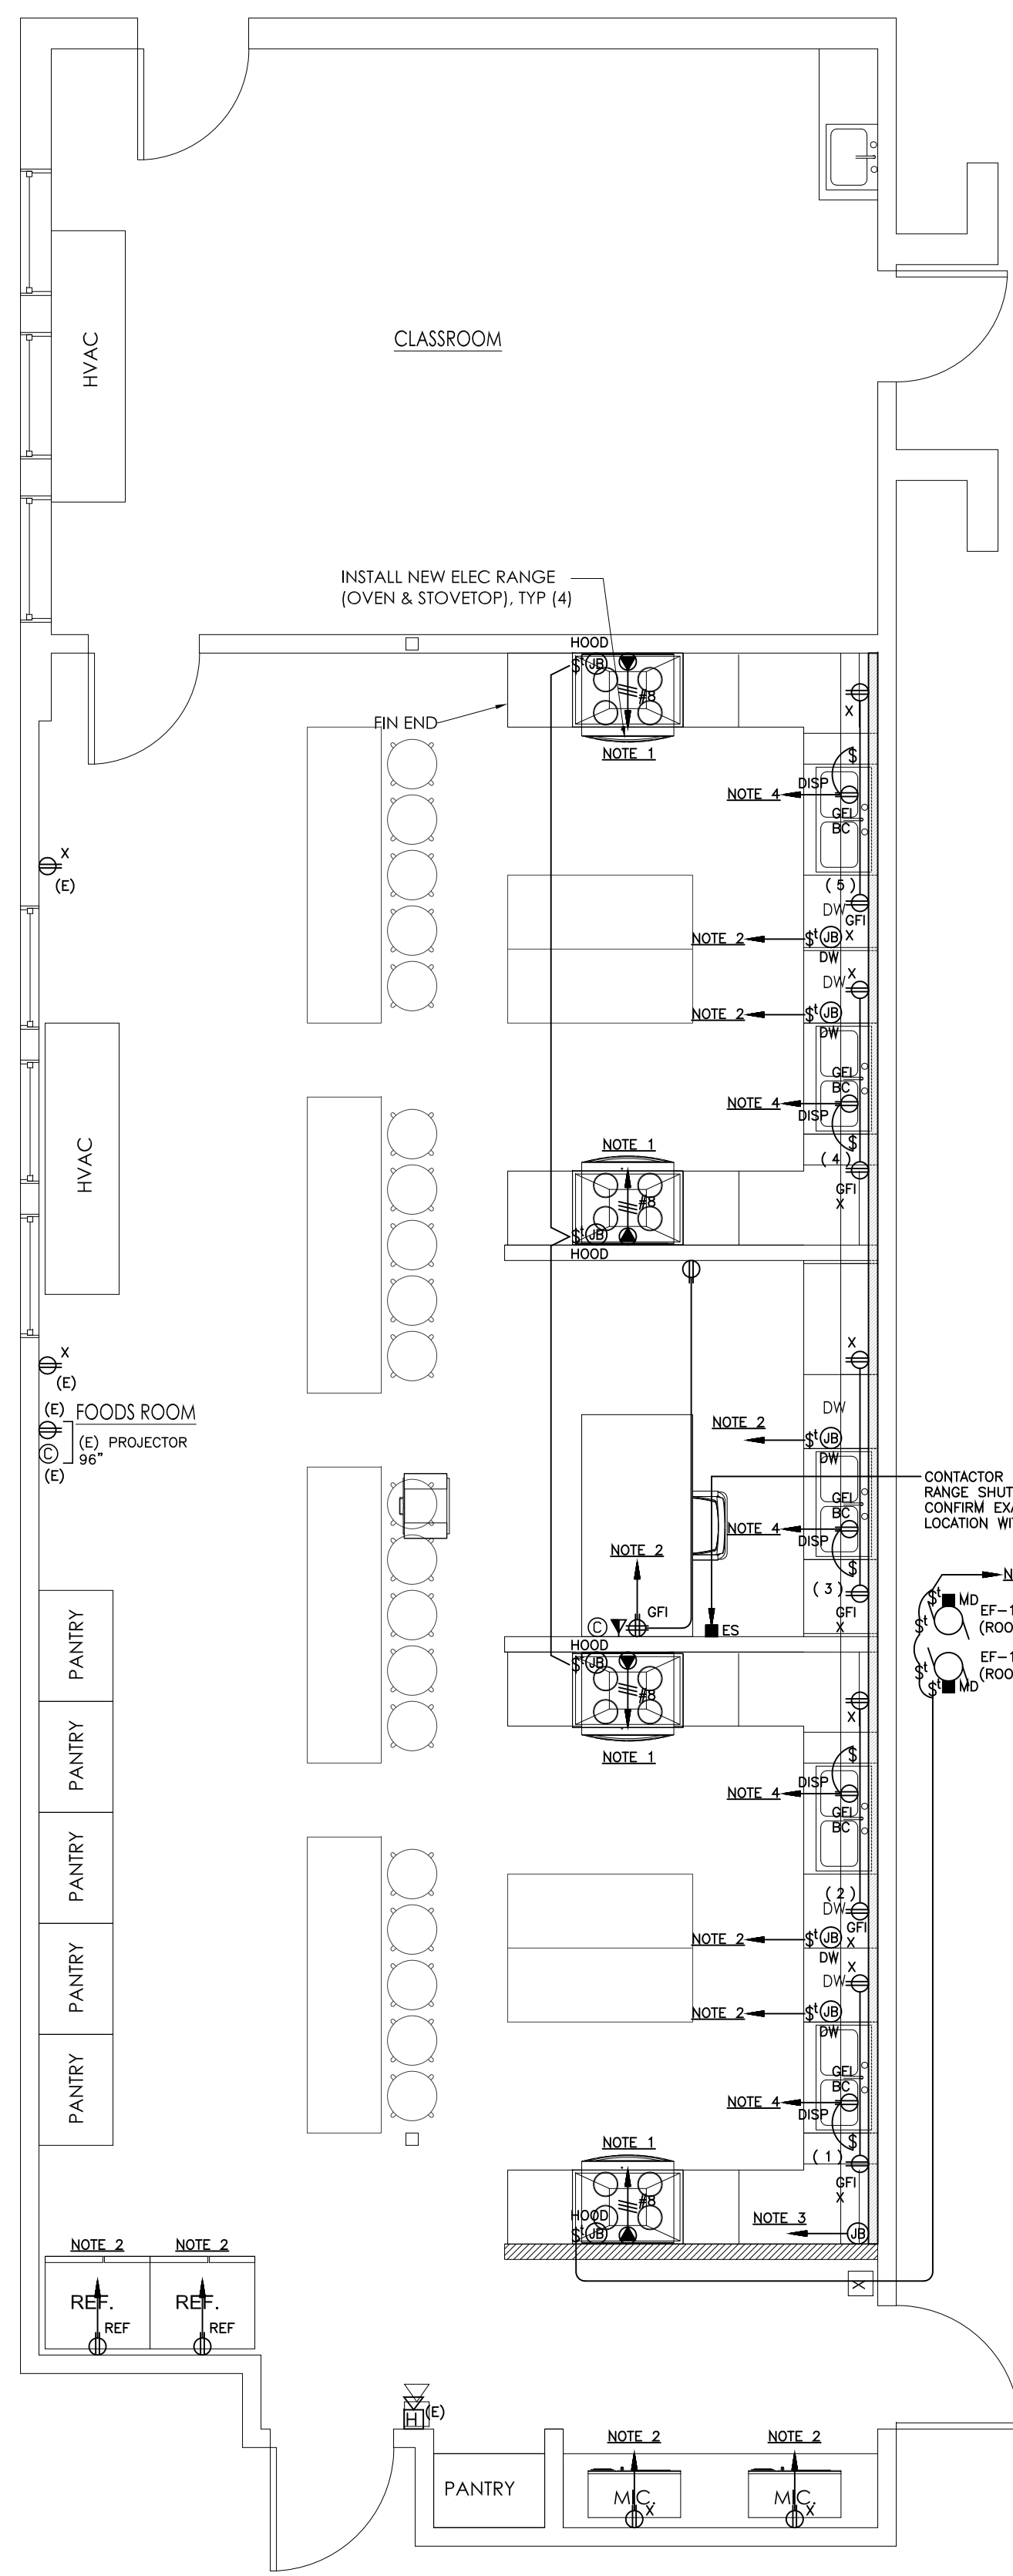 HVAC
CLASSROOM
INSTALL NEW ELEC RANGE
(OVEN & STOVETOP), TYP (4)
HOOD
$t JB
#8
FIN END
NOTE 1
X
$
DISP
NOTE 4
GFI
BC
X
(E)
(5)
DW
GFI
NOTE 2
$t JB X
DW
X
DW
NOTE 2
$t JB
DW
GFI
BC
NOTE 4
DISP
$
NOTE 1
(4)
GFI
X
#8
$t JB
HOOD
HVAC
X
X
(E)
(E)
FOODS ROOM
(E) PROJECTOR
96"
C
(E)
DW
NOTE 2
$t JB
DW
CONTACTOR
RANGE SHUT
CONFIRM EXA
LOCATION WI
GFI
BC
NOTE 4
DISP
NOTE 2
$
(3)
GFI
X
C
GFI
ES
N
$t MD
EF-1
(ROO
$t
EF-1
(ROO
$t
$t MD
HOOD
$t JB
#8
X
NOTE 1
$
DISP
NOTE 4
GFI
BC
PANTRY
PANTRY
PANTRY
PANTRY
PANTRY
(2)
DW
GFI
NOTE 2
$t JB X
DW
X
DW
NOTE 2
$t JB
DW
GFI
BC
NOTE 4
DISP
$
NOTE 1
(1)
GFI
X
#8
HOOD
$t JB
NOTE 3
JB
NOTE 2
NOTE 2
X
REF.
REF.
REF
REF
H
(E)
NOTE 2
NOTE 2
PANTRY
MIC.
MIC.
X
X